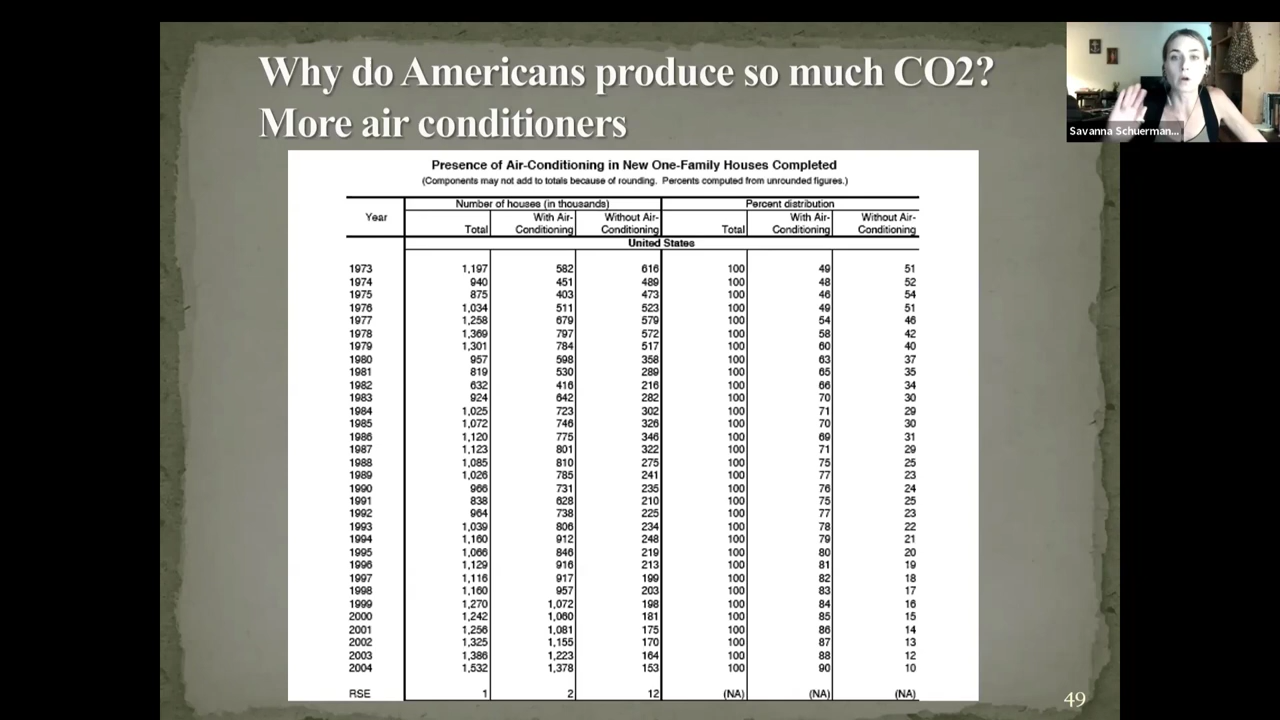 Why do Americans produce so much CO2?
More air conditioners
Savanna Schuerman...
Presence of Air-Conditioning in New One-Family Houses Completed
(Components may not add to totals because of rounding. Percents computed from unrounded figures.)
Year Number of houses (in thousands) Percent distribution
Total With Air-Conditioning Without Air-Conditioning Total With Air-Conditioning Without Air-Conditioning
United States
1973 1,197 582 616 100 49 51
1974 940 451 489 100 48 52
1975 875 403 473 100 46 54
1976 1,034 511 523 100 49 51
1977 1,258 679 579 100 54 46
1978 1,369 797 572 100 58 42
1979 1,301 784 517 100 60 40
1980 957 598 358 100 63 37
1981 819 530 289 100 65 35
1982 632 416 216 100 66 34
1983 924 642 282 100 70 30
1984 1,025 723 302 100 71 29
1985 1,072 746 326 100 70 30
1986 1,120 775 346 100 69 31
1987 1,123 801 322 100 71 29
1988 1,085 810 275 100 75 25
1989 1,026 785 241 100 77 23
1990 966 731 235 100 76 24
1991 838 628 210 100 75 25
1992 964 738 225 100 77 23
1993 1,039 806 234 100 78 22
1994 1,160 912 248 100 79 21
1995 1,066 846 219 100 80 20
1996 1,129 916 213 100 81 19
1997 1,116 917 199 100 82 18
1998 1,160 957 203 100 83 17
1999 1,270 1,072 198 100 84 16
2000 1,242 1,060 181 100 85 15
2001 1,256 1,081 175 100 86 14
2002 1,325 1,155 170 100 87 13
2003 1,386 1,223 164 100 88 12
2004 1,532 1,378 153 100 90 10
RSE 1 2 12 (NA) (NA) (NA)
49